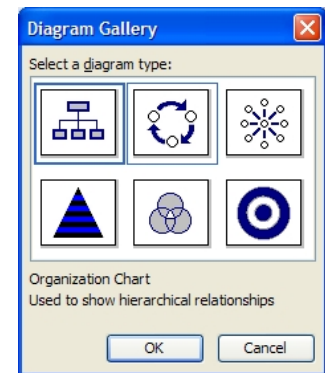 Diagram Gallery
Select a diagram type:
Organization Chart
Used to show hierarchical relationships
OK
Cancel